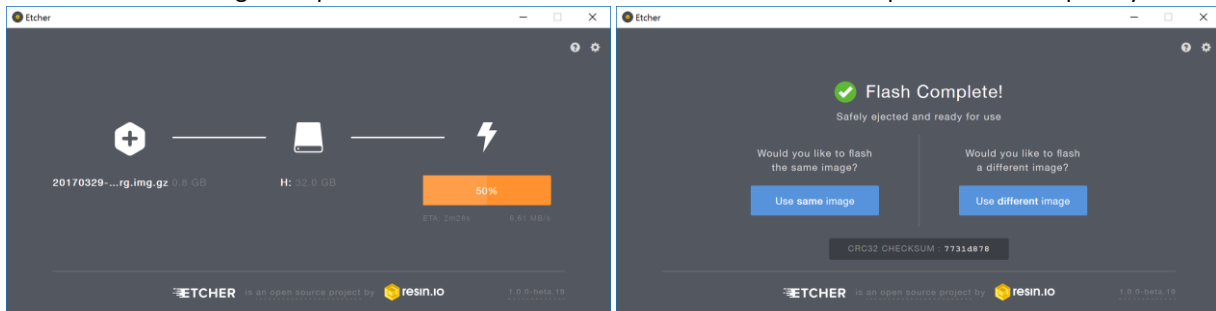 Etcher
20170329-...rg.img.gz 0.8 GB
H: 32.0 GB
50%
ETA: 2m28s
8.61 MB/s
ETCHER is an open source project by resin.io
1.0.0-beta.19
Etcher
Flash Complete!
Safely ejected and ready for use
Would you like to flash
the same image?
Use same image
Would you like to flash
a different image?
Use different image
CRC32 CHECKSUM : 7731d878
ETCHER is an open source project by resin.io
1.0.0-beta.19